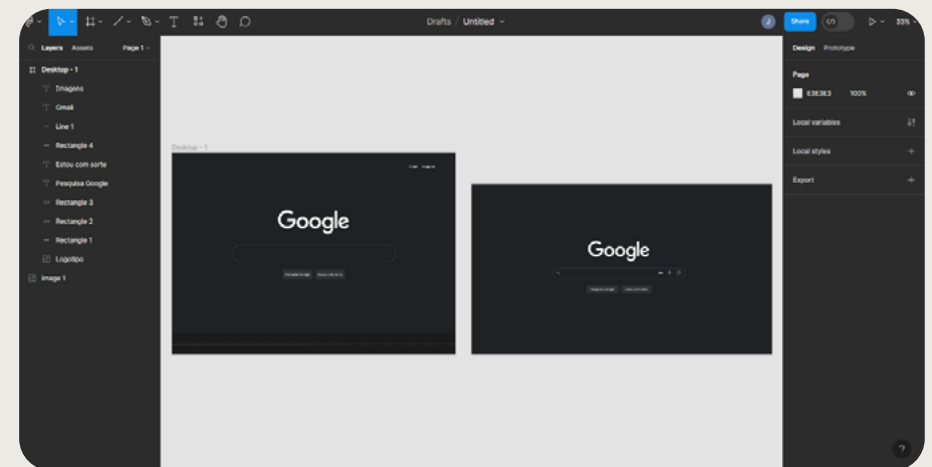 Drafts / Untitled
J
Share
33%
Layers Assets Page 1
Desktop - 1
Imagens
Gmail
Line 1
Rectangle 4
Estou com sorte
Pesquisa Google
Rectangle 3
Rectangle 2
Rectangle 1
Logotipo
image 1
Desktop - 1
Google
Google
Design Prototype
Page
E3E3E3 100%
Local variables
Local styles
Export
?